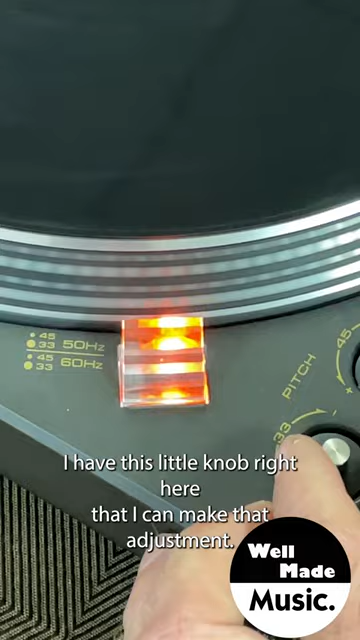 45
33 50Hz
45
33 60Hz
45
PITCH
+
−
33
I have this little knob right
here
that I can make that
adjustment.
Well
Made
Music.